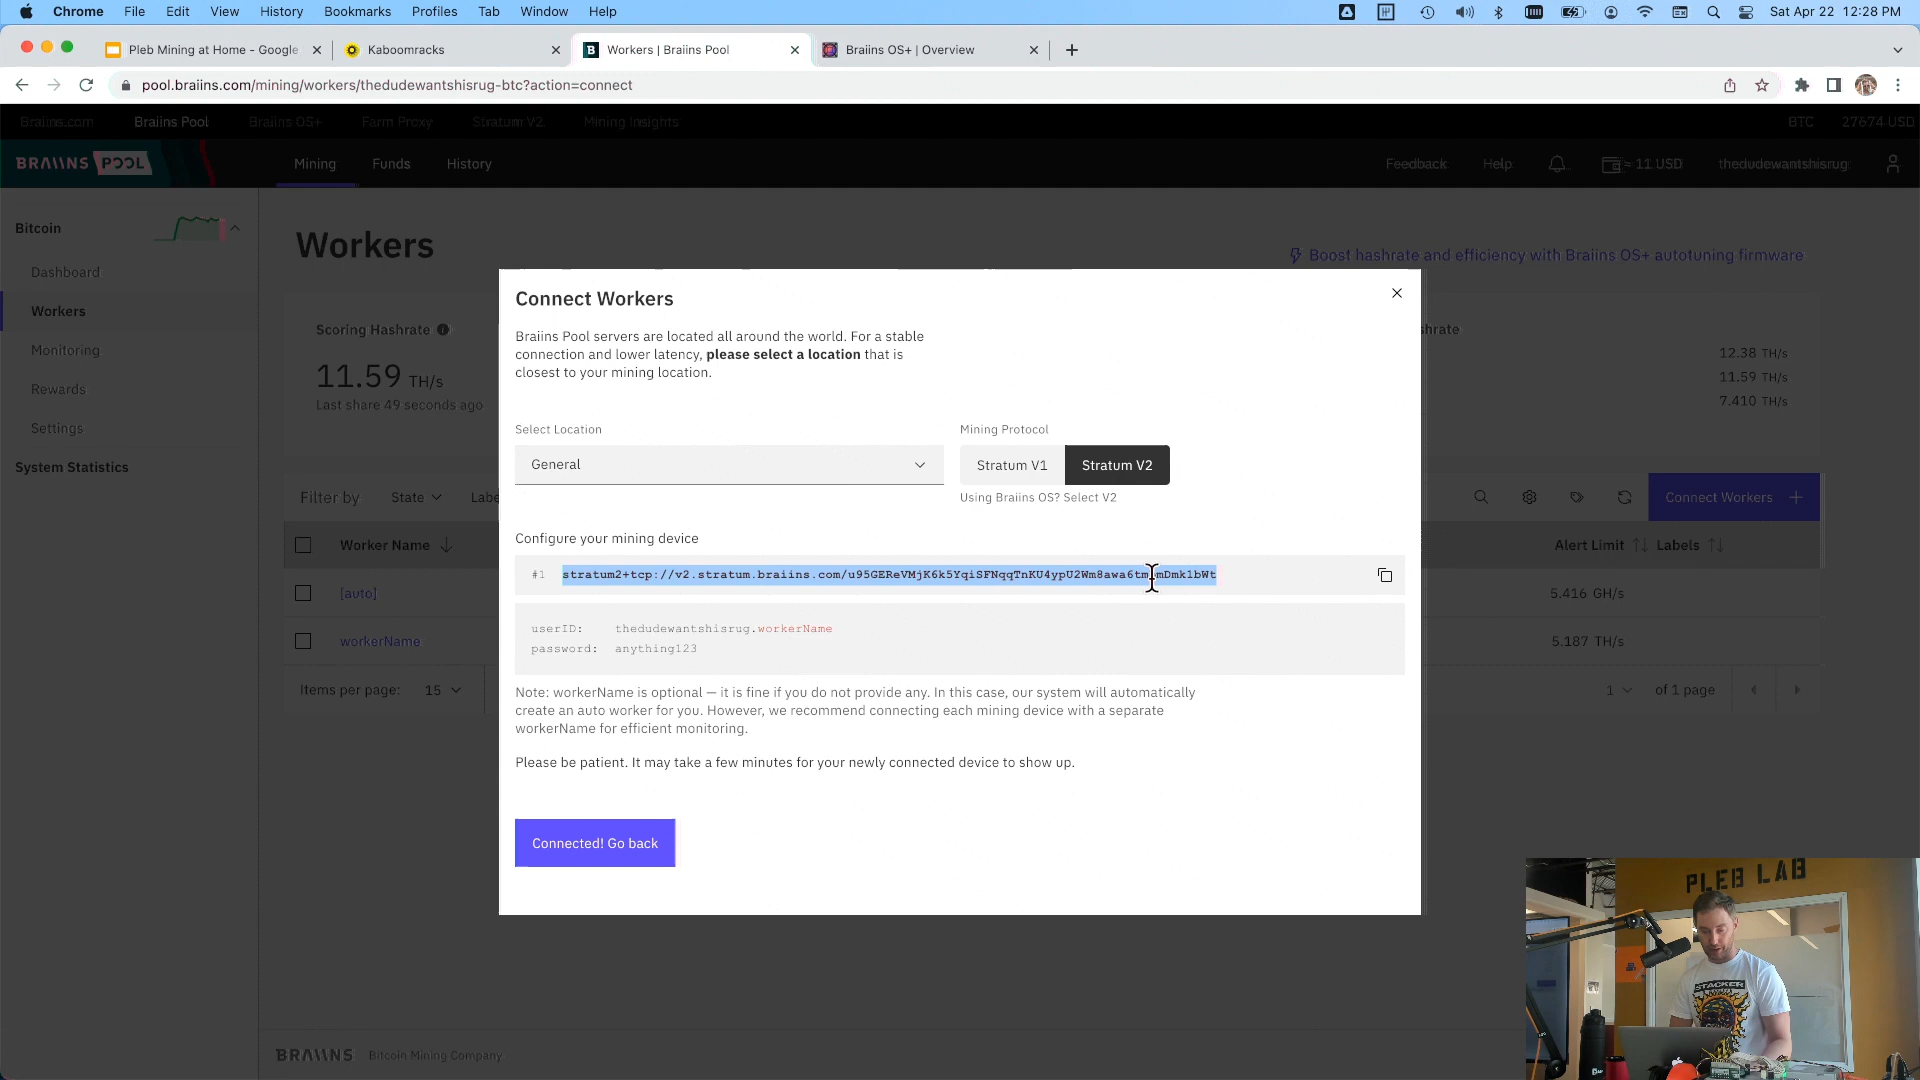 Chrome File Edit View History Bookmarks Profiles Tab Window Help Sat Apr 22 12:28 PM
Pleb Mining at Home - Google Kaboomracks Workers | Braiins Pool Braiins OS+ | Overview
pool.braiins.com/mining/workers/thedudewantshisrug-btc?action=connect
Braiins.com Braiins Pool Braiins OS+ Farm Proxy Stratum V2 Mining Insights BTC 27674 USD
BRAIINS POOL Mining Funds History Feedback Help ≈ 11 USD thedudewantshisrug
Bitcoin
Dashboard
Workers
Monitoring
Rewards
Settings
System Statistics
Workers
Boost hashrate and efficiency with Braiins OS+ autotuning firmware
Scoring Hashrate
11.59 TH/s
Last share 49 seconds ago
shrate
12.38 TH/s
11.59 TH/s
7.410 TH/s
Filter by State Labe
Connect Workers +
Worker Name
Alert Limit Labels
[auto] 5.416 GH/s
workerName 5.187 TH/s
Items per page: 15
1 of 1 page
Connect Workers
Braiins Pool servers are located all around the world. For a stable
connection and lower latency, please select a location that is
closest to your mining location.
Select Location
General
Mining Protocol
Stratum V1 Stratum V2
Using Braiins OS? Select V2
Configure your mining device
#1 stratum2+tcp://v2.stratum.braiins.com/u95GEReVMjK6k5YqiSFNqqTnKU4ypU2Wm8awa6tm
mDmk1bWt
userID: thedudewantshisrug.workerName
password: anything123
Note: workerName is optional — it is fine if you do not provide any. In this case, our system will automatically
create an auto worker for you. However, we recommend connecting each mining device with a separate
workerName for efficient monitoring.
Please be patient. It may take a few minutes for your newly connected device to show up.
Connected! Go back
BRAIINS Bitcoin Mining Company
PLEB LAB
STACKER